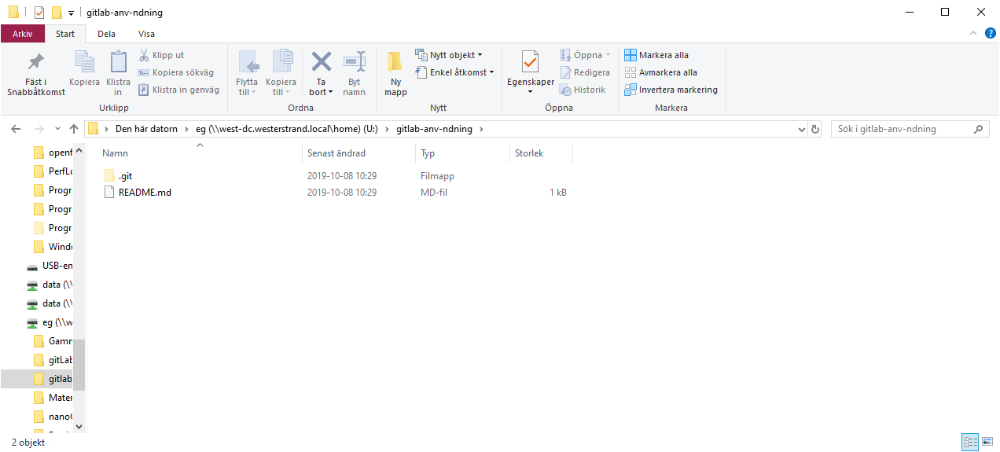 gitlab-anv-ndning
Arkiv Start Dela Visa
Fäst i Snabbåtkomst
Kopiera
Klistra in
Klipp ut
Kopiera sökväg
Klistra in genväg
Urklipp
Flytta till
Kopiera till
Ta bort
Byt namn
Ordna
Ny mapp
Nytt objekt
Enkel åtkomst
Nytt
Egenskaper
Öppna
Redigera
Historik
Öppna
Markera alla
Avmarkera alla
Invertera markering
Markera
Den här datorn > eg (\\west-dc.westerstrand.local\home) (U:) > gitlab-anv-ndning >
Sök i gitlab-anv-ndning
Namn Senast ändrad Typ Storlek
.git 2019-10-08 10:29 Filmapp
README.md 2019-10-08 10:29 MD-fil 1 kB
openf
PerfLo
Progra
Progra
Progra
Windo
USB-en
data (\\
data (\\
eg (\\w
Gamm
gitLab
gitlab
Mater
2 objekt